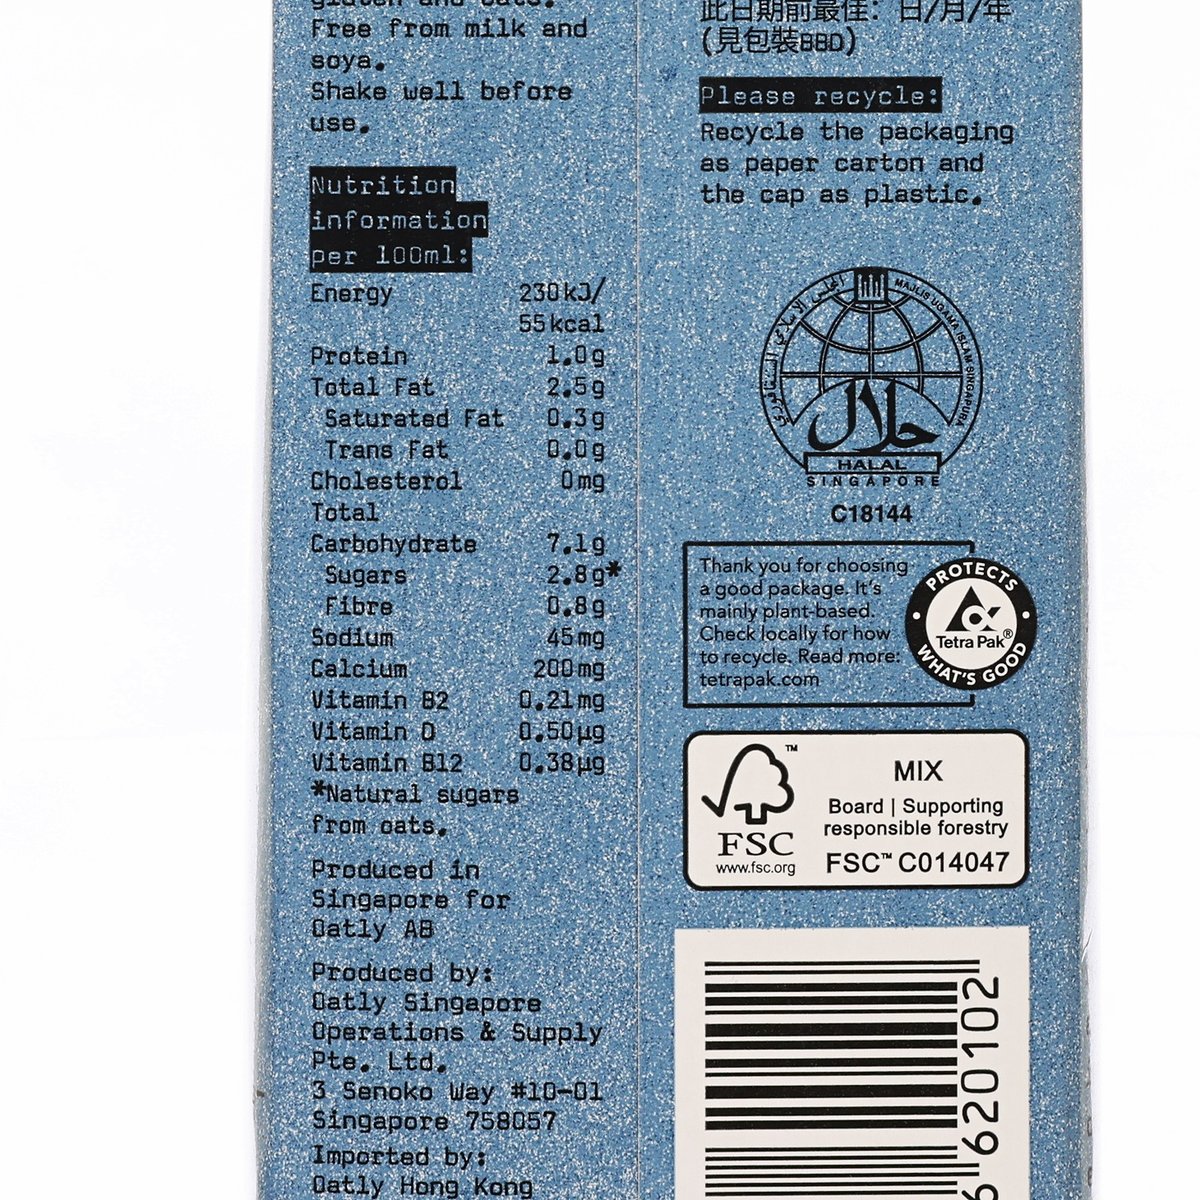 gluten and oats.
Free from milk and
soya.
Shake well before
use.
Nutrition
information
per 100ml:
Energy 230kJ/
55kcal
Protein 1.0g
Total Fat 2.5g
Saturated Fat 0.3g
Trans Fat 0.0g
Cholesterol 0mg
Total
Carbohydrate 7.1g
Sugars 2.8g*
Fibre 0.8g
Sodium 45mg
Calcium 200mg
Vitamin B2 0.21mg
Vitamin D 0.50µg
Vitamin B12 0.38µg
*Natural sugars
from oats.
Produced in
Singapore for
Oatly AB
Produced by:
Oatly Singapore
Operations & Supply
Pte. Ltd.
3 Senoko Way #10-01
Singapore 758057
Imported by:
Oatly Hong Kong
此日期前最佳: 日/月/年
(見包裝BBD)
Please recycle:
Recycle the packaging
as paper carton and
the cap as plastic.
MAJLIS UGAMA ISLAM SINGAPURA
حلال
HALAL
SINGAPORE
C18144
Thank you for choosing
a good package. It's
mainly plant-based.
Check locally for how
to recycle. Read more:
tetrapak.com
PROTECTS
Tetra Pak®
WHAT'S GOOD
FSC
www.fsc.org
MIX
Board | Supporting
responsible forestry
FSC™ C014047
6 620102